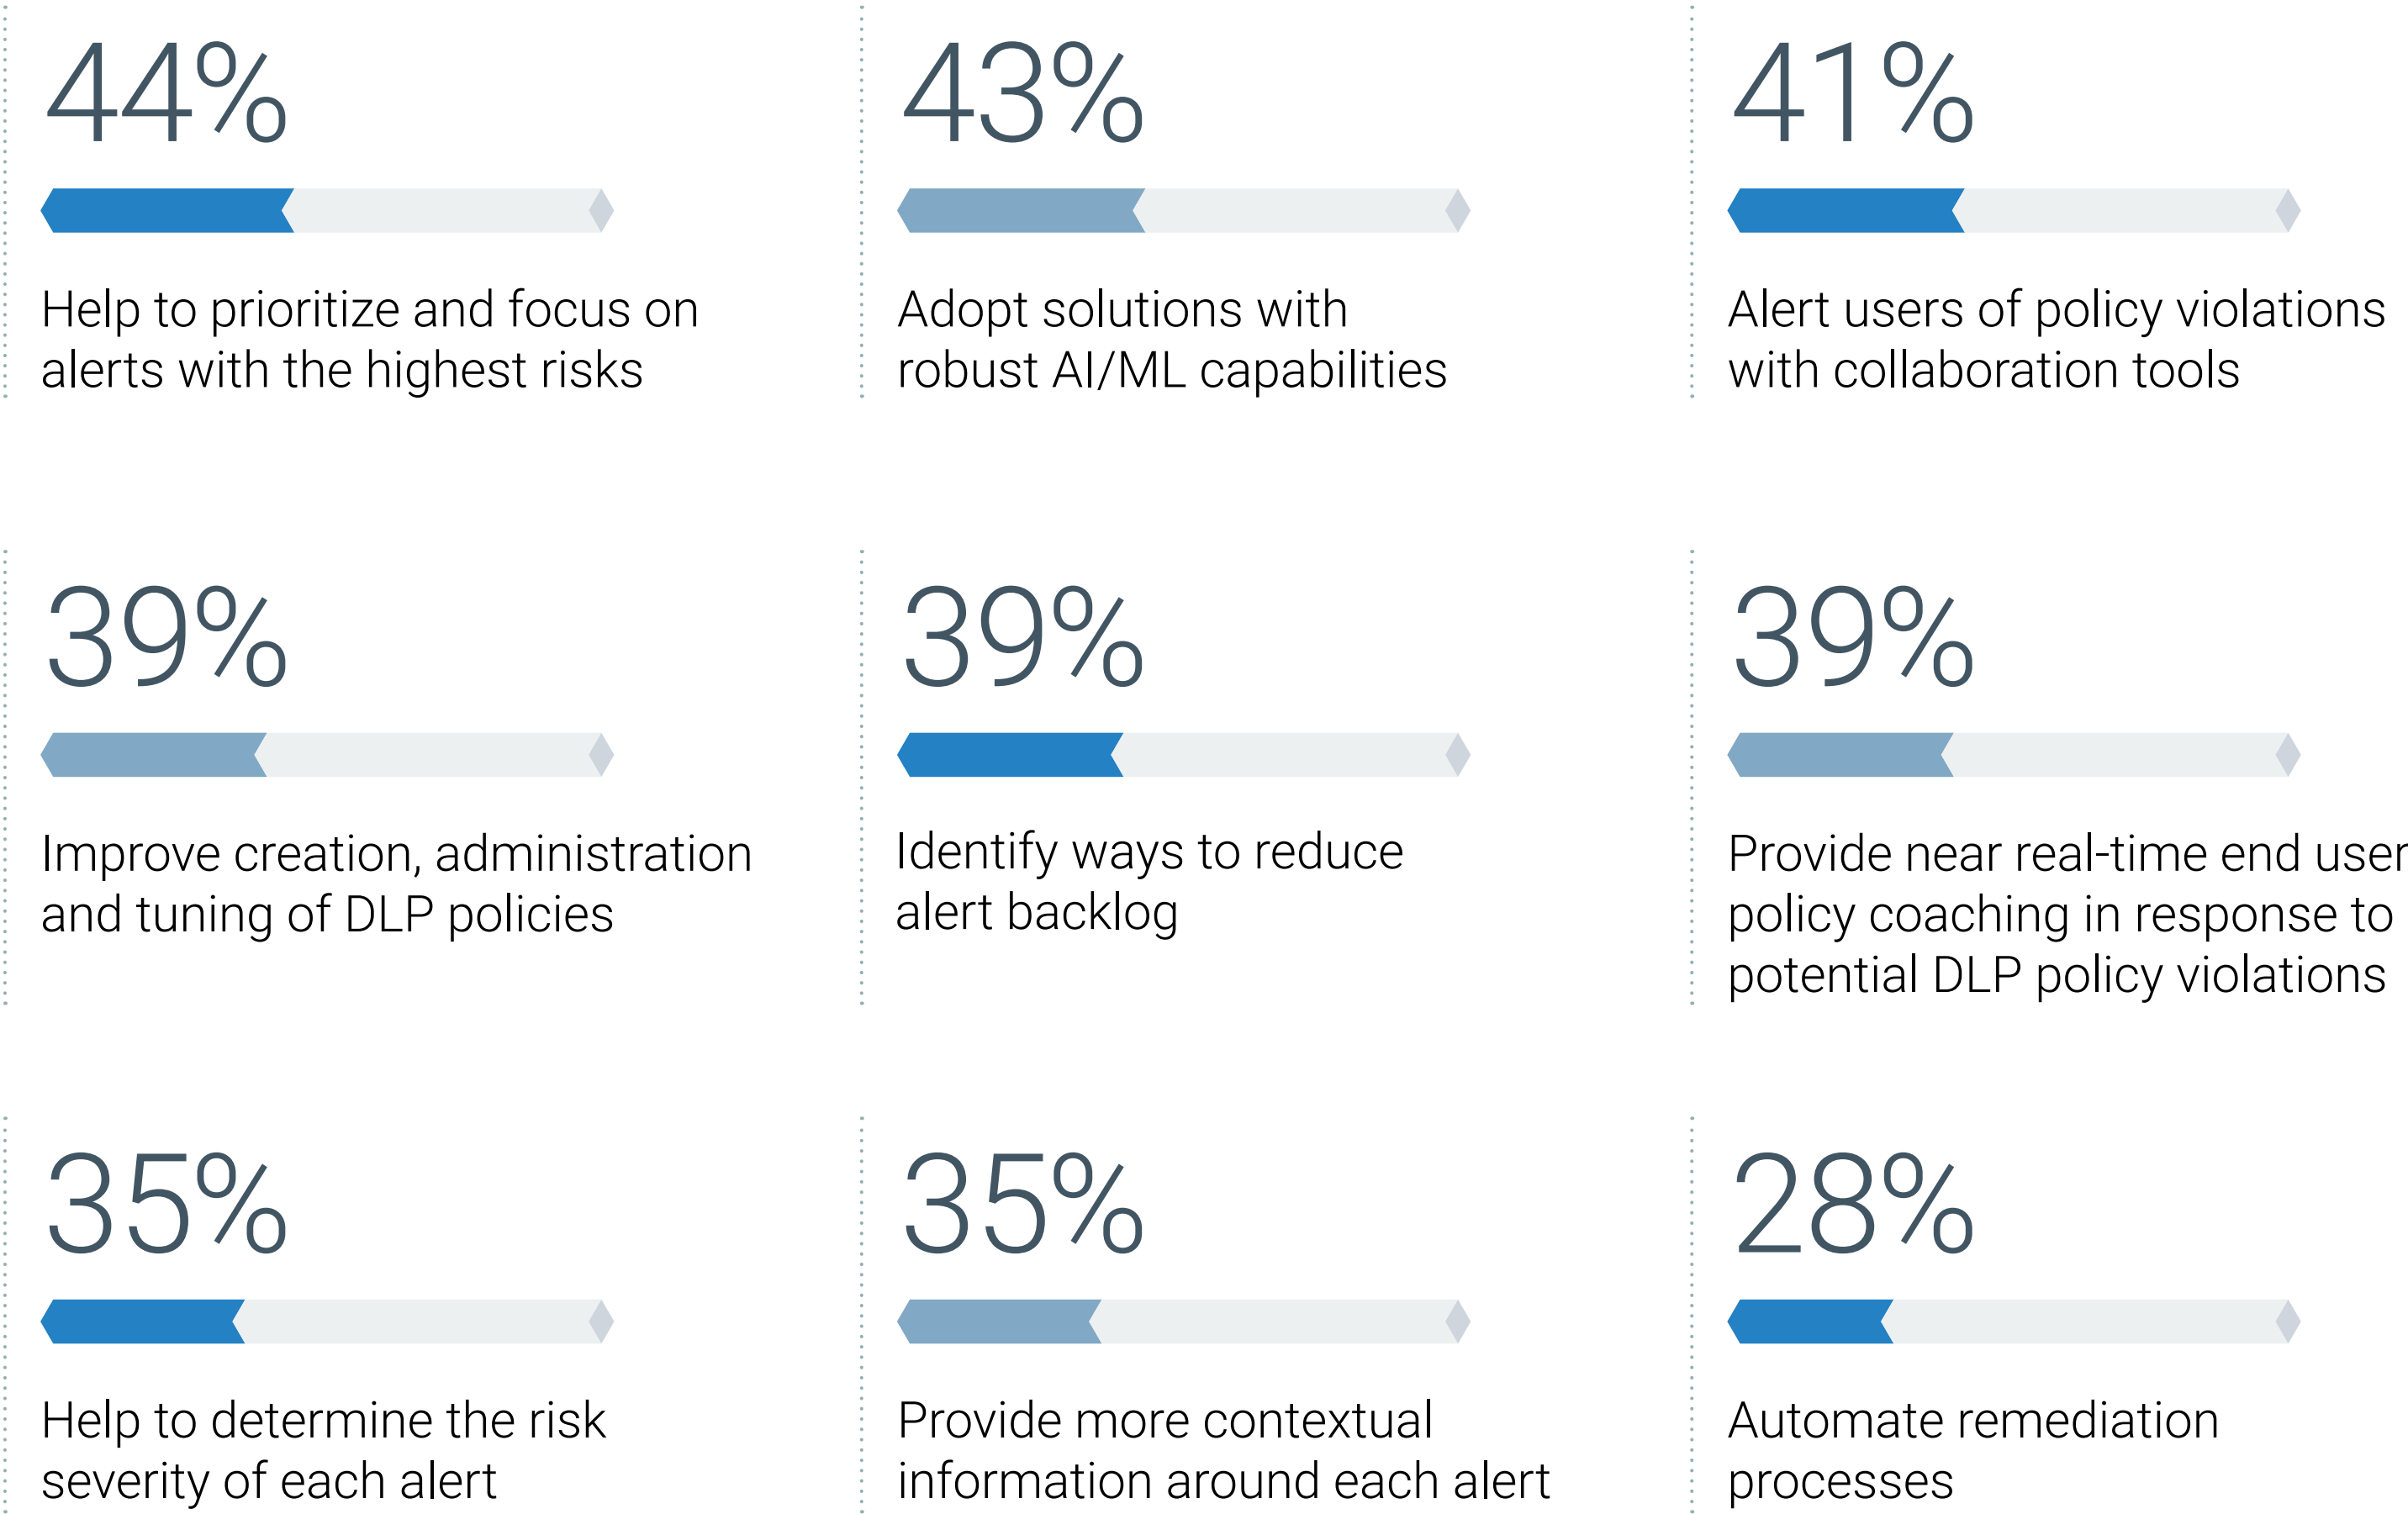 44%
Help to prioritize and focus on
alerts with the highest risks
43%
Adopt solutions with
robust AI/ML capabilities
41%
Alert users of policy violations
with collaboration tools
39%
Improve creation, administration
and tuning of DLP policies
39%
Identify ways to reduce
alert backlog
39%
Provide near real-time end user
policy coaching in response to
potential DLP policy violations
35%
Help to determine the risk
severity of each alert
35%
Provide more contextual
information around each alert
28%
Automate remediation
processes